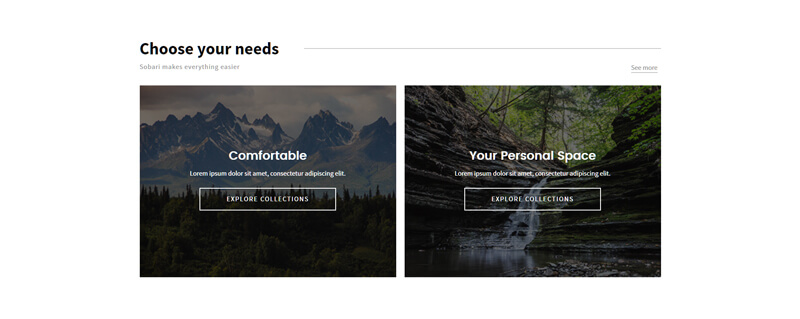 Choose your needs
Sobari makes everything easier
See more
Comfortable
Lorem ipsum dolor sit amet, consectetur adipiscing elit.
EXPLORE COLLECTIONS
Your Personal Space
Lorem ipsum dolor sit amet, consectetur adipiscing elit.
EXPLORE COLLECTIONS